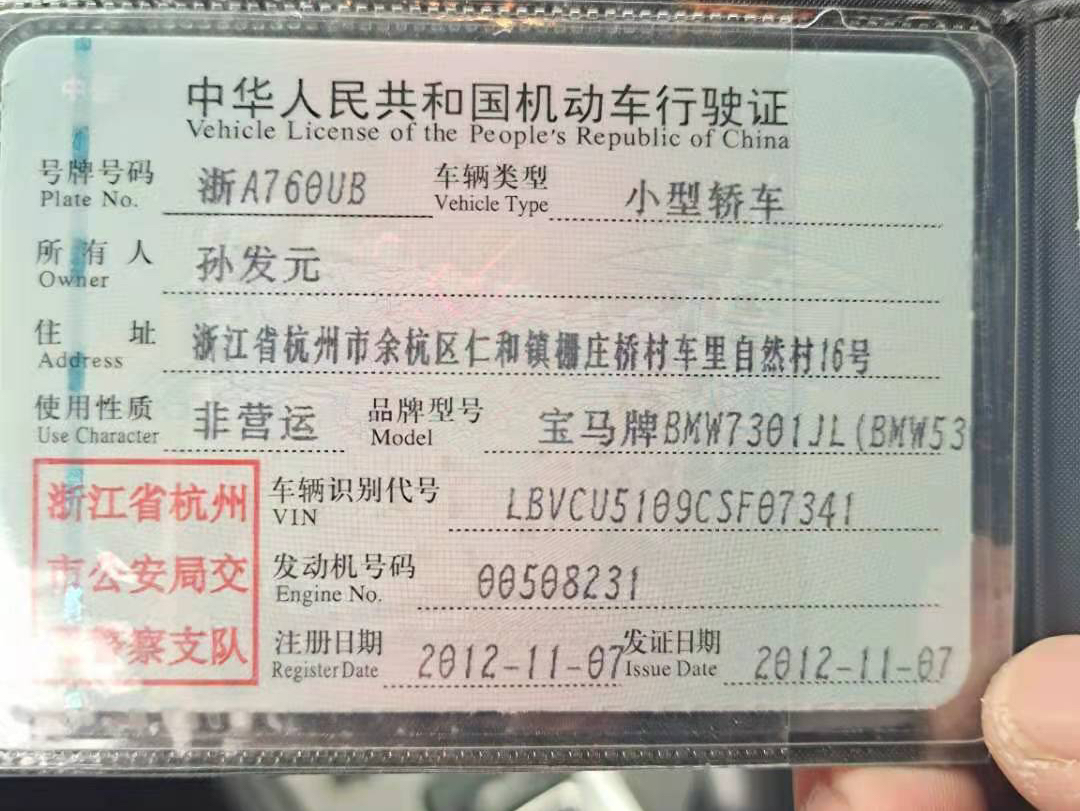 中华人民共和国机动车行驶证
Vehicle License of the People's Republic of China
号牌号码 浙A760UB 车辆类型 小型轿车
Plate No. Vehicle Type
所有人 孙发元
Owner
住址 浙江省杭州市余杭区仁和镇栅庄桥村车里自然村16号
Address
使用性质 非营运 品牌型号 宝马牌BMW7301JL(BMW53
Use Character Model
浙江省杭州 车辆识别代号 LBVCU5109CSF07341
VIN
市公安局交 发动机号码 00508231
Engine No.
察支队 注册日期 2012-11-07 发证日期 2012-11-07
Register Date Issue Date